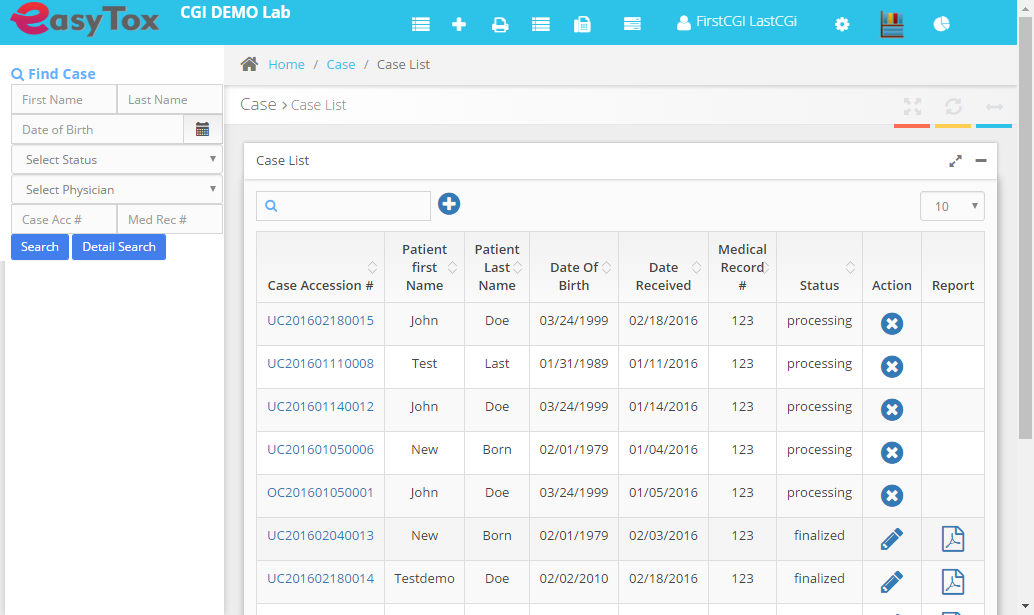 easyTox
CGI DEMO Lab
FirstCGI LastCGi
Find Case
First Name
Last Name
Date of Birth
Select Status
Select Physician
Case Acc #
Med Rec #
Search
Detail Search
Home / Case / Case List
Case > Case List
Case List
10
Case Accession #
Patient first Name
Patient Last Name
Date Of Birth
Date Received
Medical Record #
Status
Action
Report
UC201602180015 John Doe 03/24/1999 02/18/2016 123 processing
UC201601110008 Test Last 01/31/1989 01/11/2016 123 processing
UC201601140012 John Doe 03/24/1999 01/14/2016 123 processing
UC201601050006 New Born 02/01/1979 01/04/2016 123 processing
OC201601050001 John Doe 03/24/1999 01/05/2016 123 processing
UC201602040013 New Born 02/01/1979 02/03/2016 123 finalized
UC201602180014 Testdemo Doe 02/02/2010 02/18/2016 123 finalized